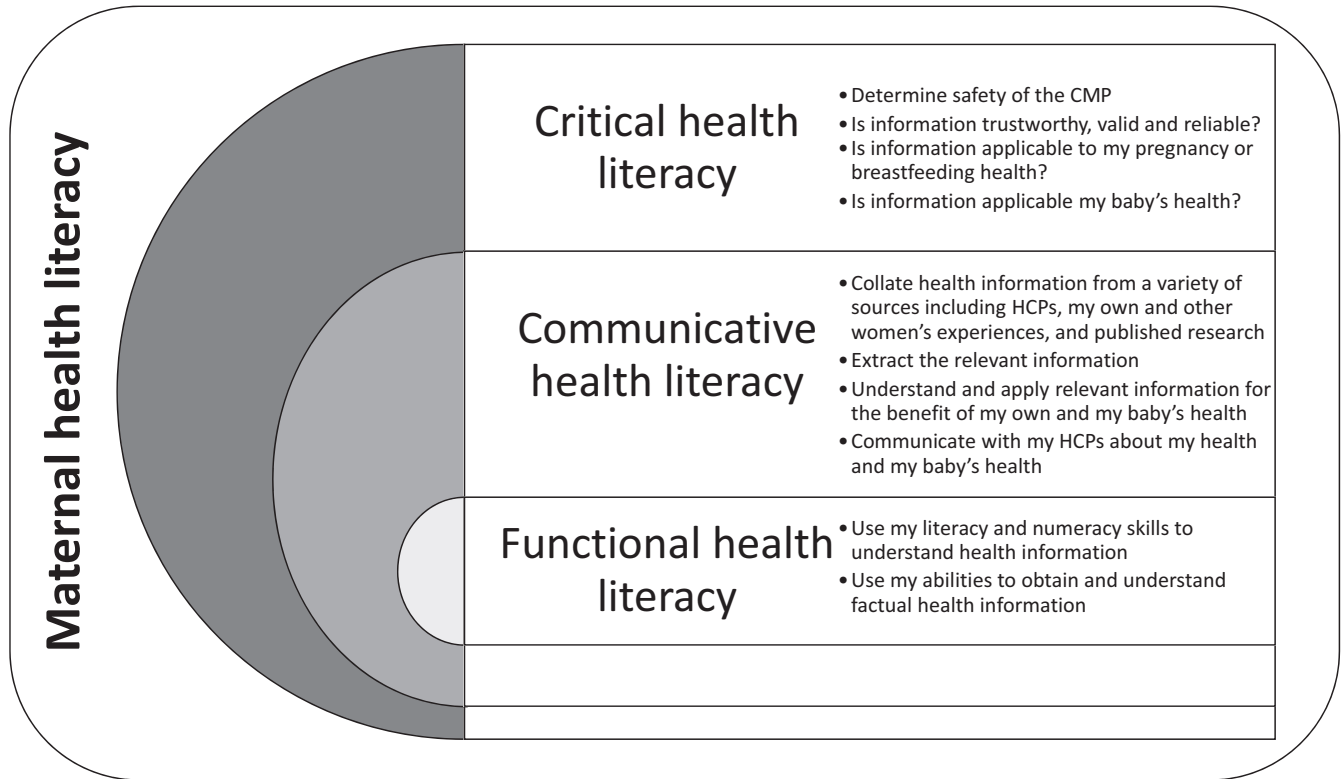 Maternal health literacy
Critical health
literacy
• Determine safety of the CMP
• Is information trustworthy, valid and reliable?
• Is information applicable to my pregnancy or
breastfeeding health?
• Is information applicable my baby’s health?
Communicative
health literacy
• Collate health information from a variety of
sources including HCPs, my own and other
women’s experiences, and published research
• Extract the relevant information
• Understand and apply relevant information for
the benefit of my own and my baby’s health
• Communicate with my HCPs about my health
and my baby’s health
Functional health
literacy
• Use my literacy and numeracy skills to
understand health information
• Use my abilities to obtain and understand
factual health information